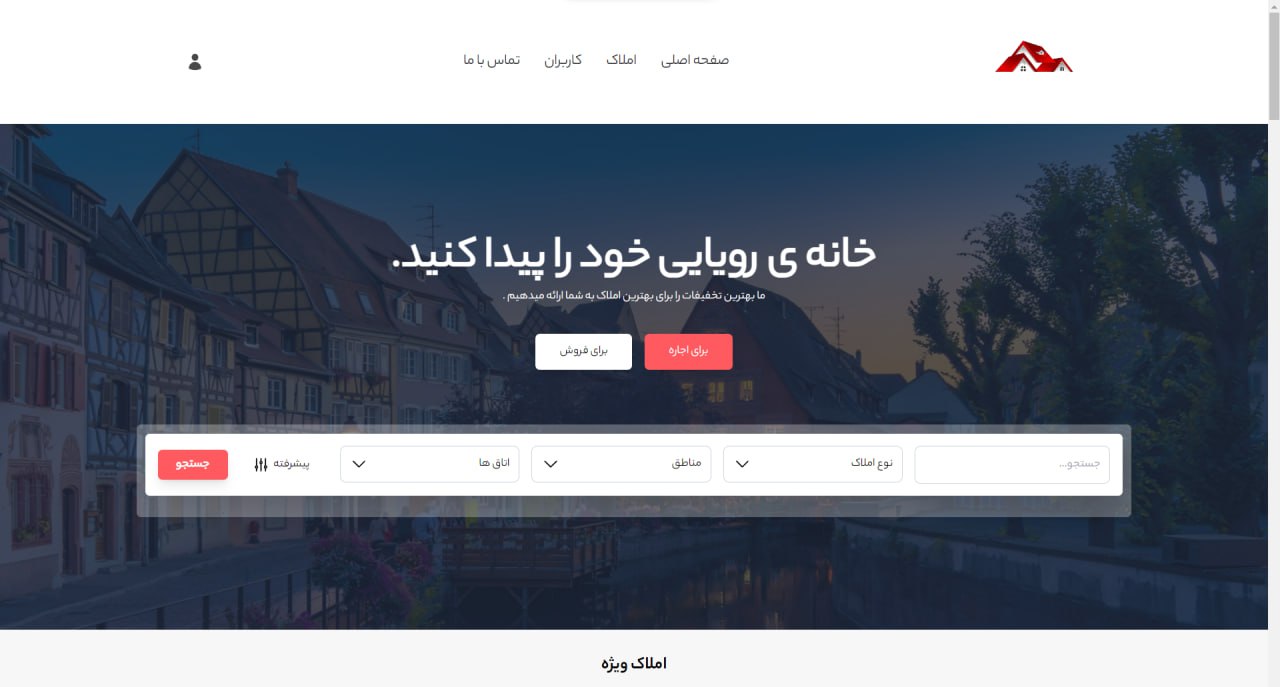 صفحه اصلی
املاک
کاربران
تماس با ما
خانه ی رویایی خود را پیدا کنید.
ما بهترین تخفیفات را برای بهترین املاک به شما ارائه میدهیم .
برای اجاره
برای فروش
جستجو...
نوع املاک
مناطق
اتاق ها
پیشرفته
جستجو
املاک ویژه